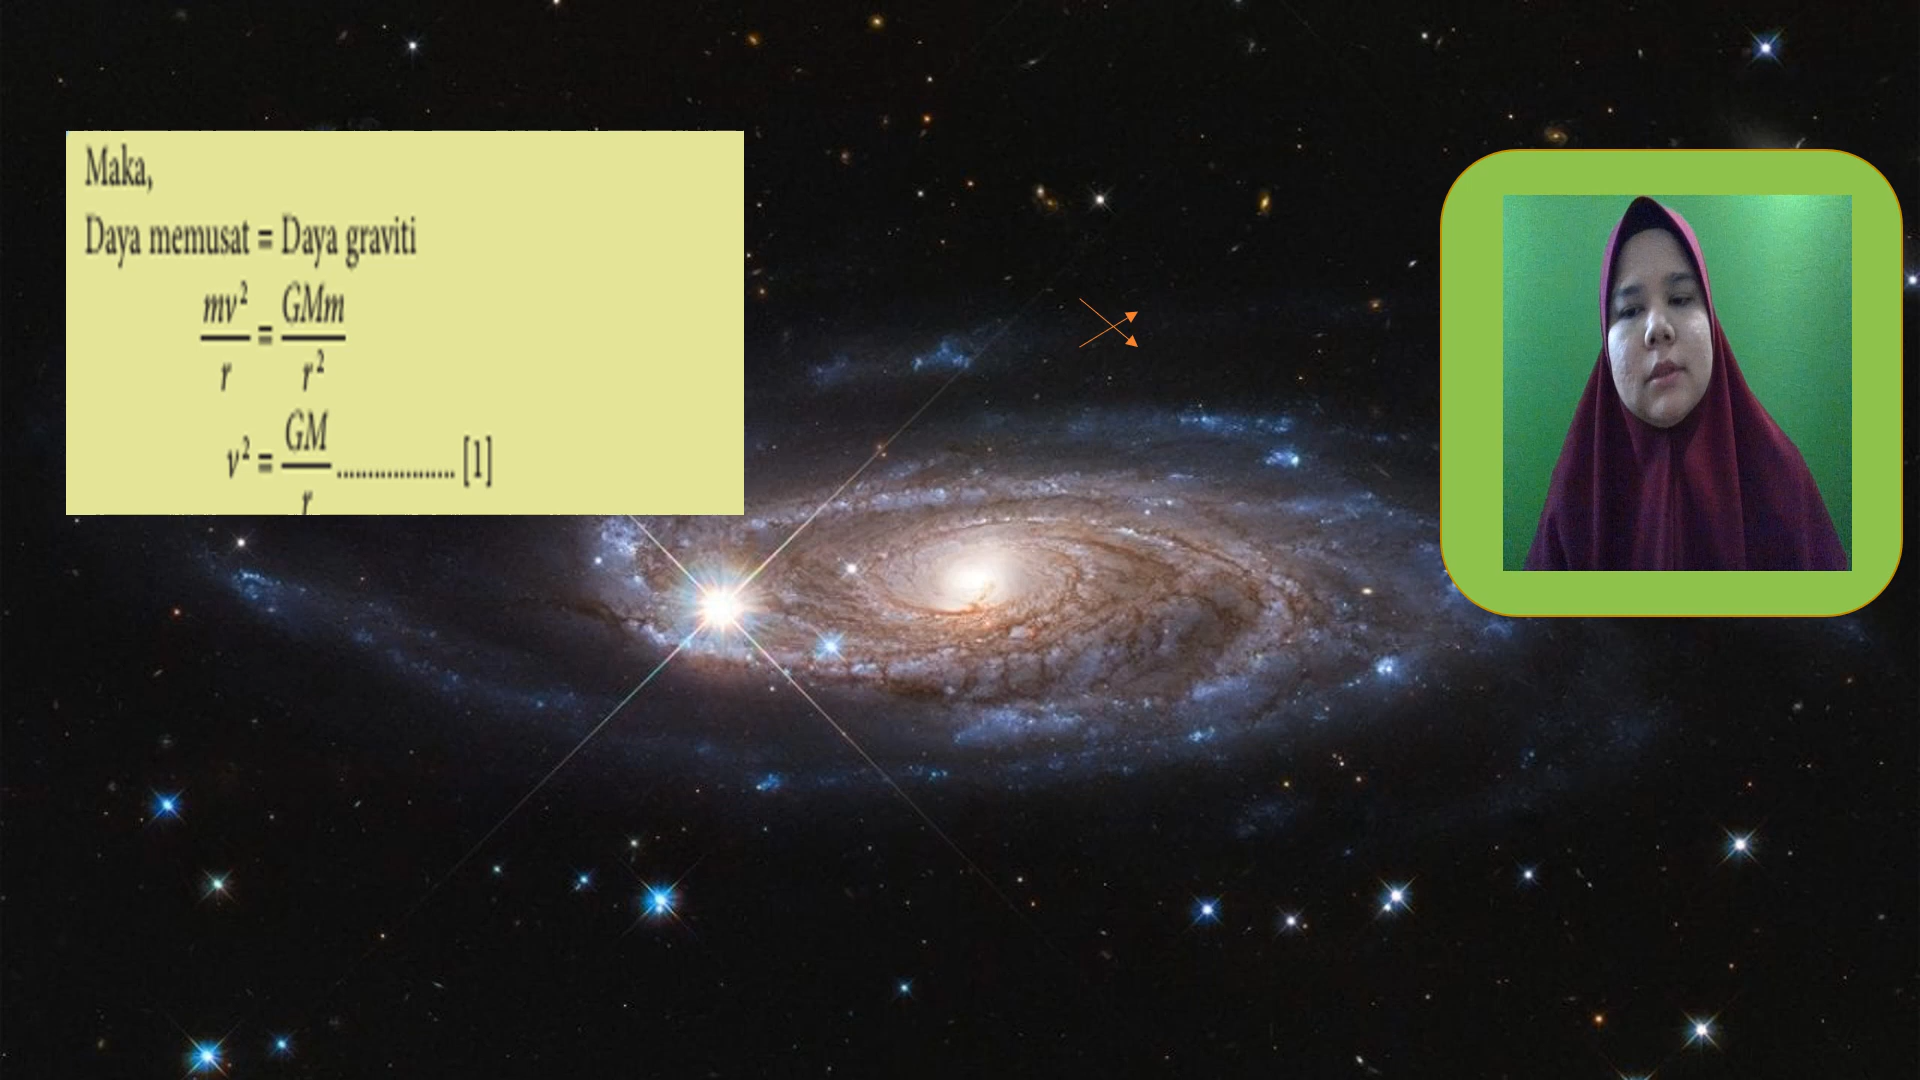 Maka,
Daya memusat = Daya graviti
mv²/r = GMm/r²
v² = GM/r ................... [1]